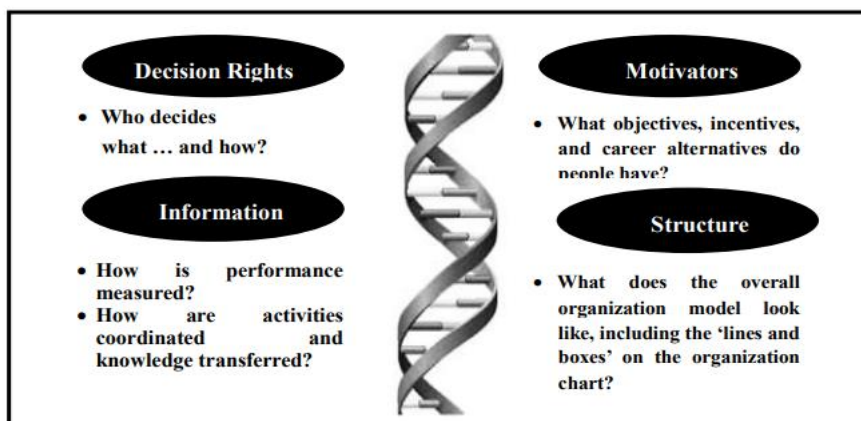 Decision Rights
• Who decides
what … and how?
Information
• How is performance
measured?
• How are activities
coordinated and
knowledge transferred?
Motivators
• What objectives, incentives,
and career alternatives do
people have?
Structure
• What does the overall
organization model look
like, including the ‘lines and
boxes’ on the organization
chart?